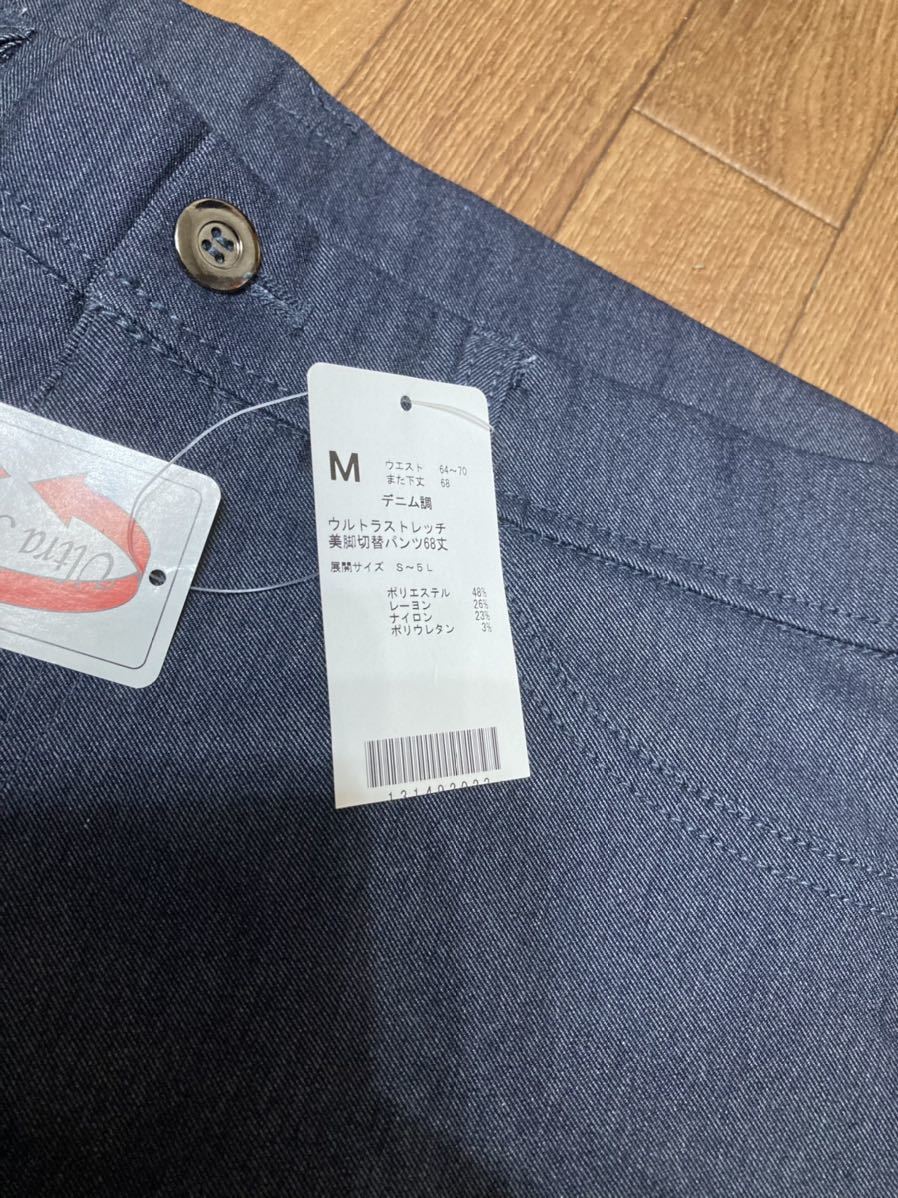 M
ウエスト 64～70
また下丈 68
デニム調
ウルトラストレッチ
美脚切替パンツ68丈
展開サイズ S～5L
ポリエステル 48%
レーヨン 26%
ナイロン 23%
ポリウレタン 3%
Ultra